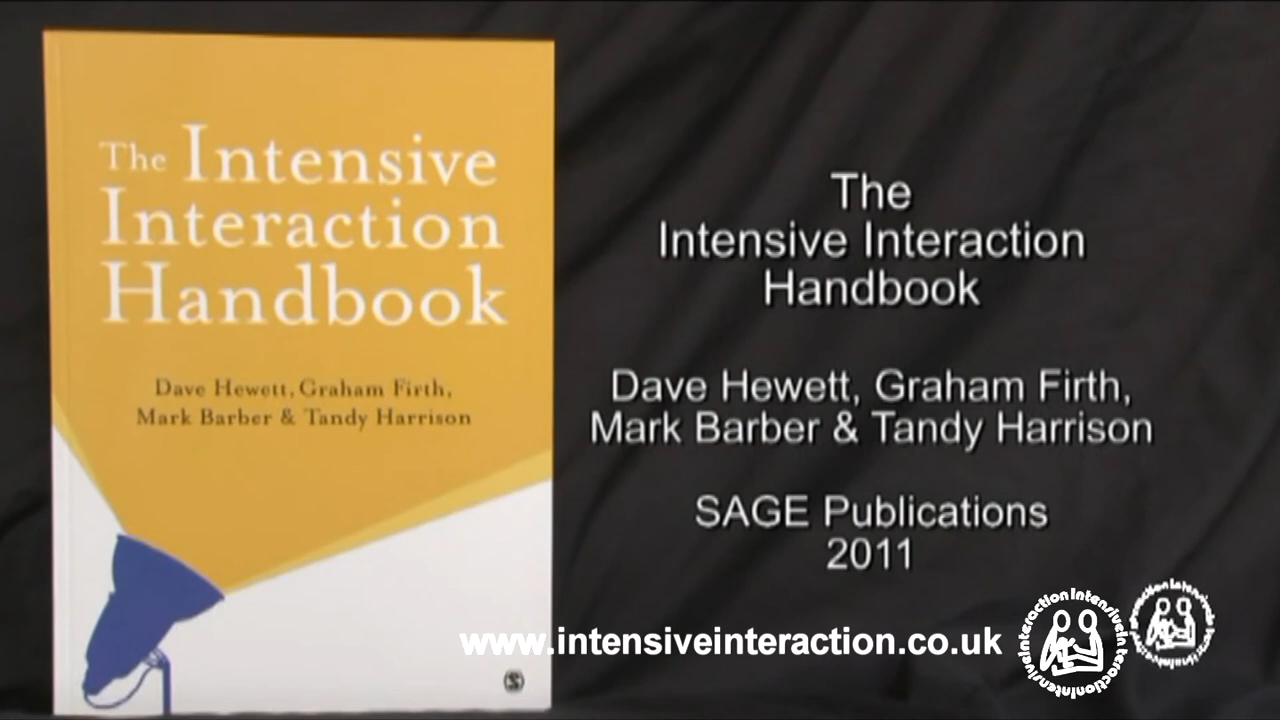 The Intensive
Interaction
Handbook
Dave Hewett, Graham Firth,
Mark Barber & Tandy Harrison
The
Intensive Interaction
Handbook
Dave Hewett, Graham Firth,
Mark Barber & Tandy Harrison
SAGE Publications
2011
www.intensiveinteraction.co.uk